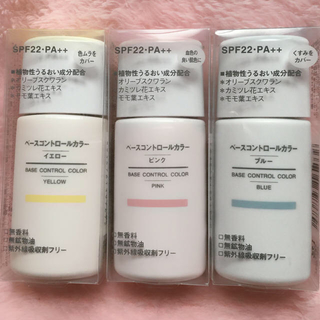 SPF22・PA++
色ムラを
カバー
■植物性うるおい成分配合
■オリーブスクワラン
■カミツレ花エキス
■モモ葉エキス
ベースコントロールカラー
イエロー
BASE CONTROL COLOR
YELLOW
□無香料
□無鉱物油
□紫外線吸収剤フリー
SPF22・PA++
血色の
良い肌色に
■植物性うるおい成分配合
■オリーブスクワラン
■カミツレ花エキス
■モモ葉エキス
ベースコントロールカラー
ピンク
BASE CONTROL COLOR
PINK
□無香料
□無鉱物油
□紫外線吸収剤フリー
SPF22・PA++
くすみを
カバー
■植物性うるおい成分配合
■オリーブスクワラン
■カミツレ花エキス
■モモ葉エキス
ベースコントロールカラー
ブルー
BASE CONTROL COLOR
BLUE
□無香料
□無鉱物油
□紫外線吸収剤フリー